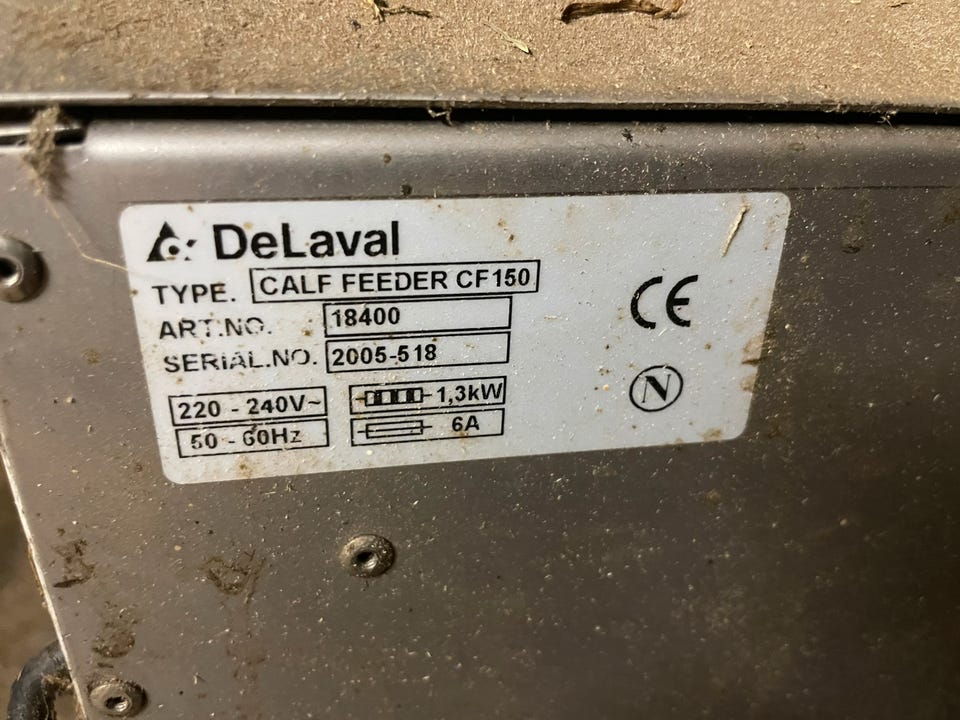 DeLaval
TYPE. CALF FEEDER CF150
ART.NO. 18400
SERIAL.NO. 2005-518
220 - 240V~ 1,3kW
50 - 60Hz 6A
CE
N